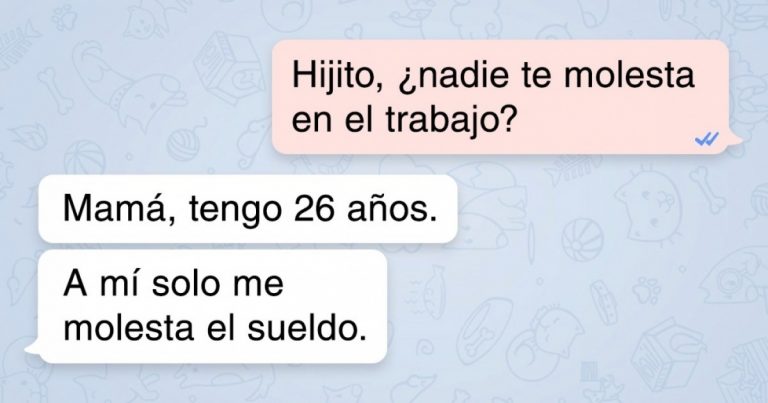 Hijito, ¿nadie te molesta
en el trabajo?
Mamá, tengo 26 años.
A mí solo me
molesta el sueldo.